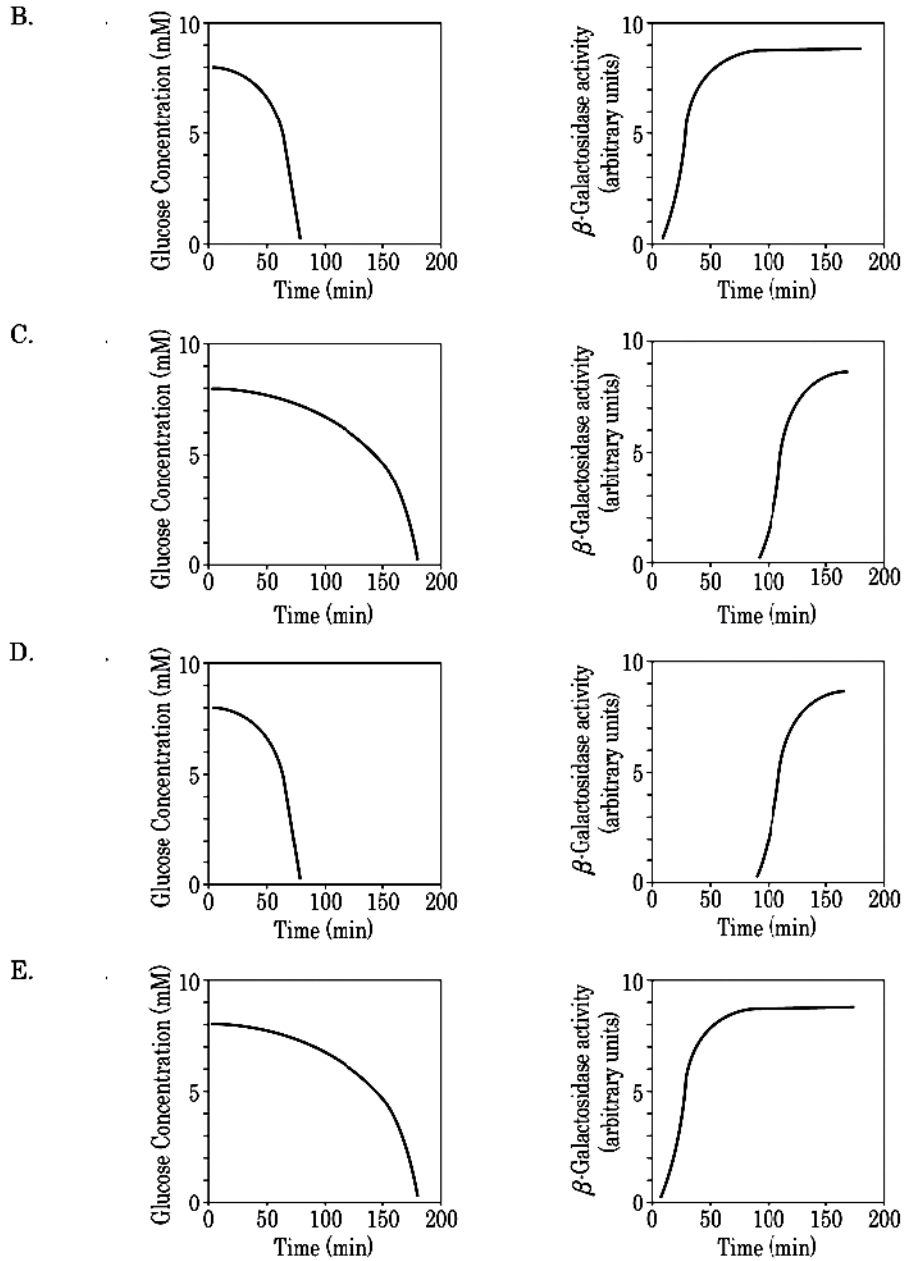 B.
Glucose Concentration (mM)
10
5
0
0 50 100 150 200
Time (min)
β-Galactosidase activity
(arbitrary units)
10
5
0
0 50 100 150 200
Time (min)
C.
Glucose Concentration (mM)
10
5
0
0 50 100 150 200
Time (min)
β-Galactosidase activity
(arbitrary units)
10
5
0
0 50 100 150 200
Time (min)
D.
Glucose Concentration (mM)
10
5
0
0 50 100 150 200
Time (min)
β-Galactosidase activity
(arbitrary units)
10
5
0
0 50 100 150 200
Time (min)
E.
Glucose Concentration (mM)
10
5
0
0 50 100 150 200
Time (min)
β-Galactosidase activity
(arbitrary units)
10
5
0
0 50 100 150 200
Time (min)